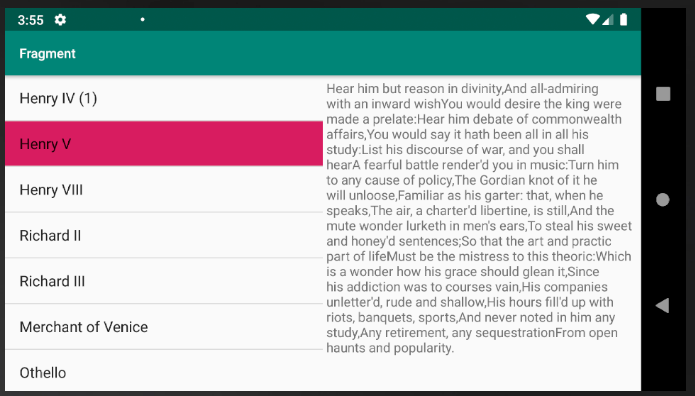 3:55
Fragment
Henry IV (1)
Henry V
Henry VIII
Richard II
Richard III
Merchant of Venice
Othello
Hear him but reason in divinity,And all-admiring
with an inward wishYou would desire the king were
made a prelate:Hear him debate of commonwealth
affairs,You would say it hath been all in all his
study:List his discourse of war, and you shall
hearA fearful battle render'd you in music:Turn him
to any cause of policy,The Gordian knot of it he
will unloose,Familiar as his garter: that, when he
speaks,The air, a charter'd libertine, is still,And the
mute wonder lurketh in men's ears,To steal his sweet
and honey'd sentences;So that the art and practic
part of lifeMust be the mistress to this theoric:Which
is a wonder how his grace should glean it,Since
his addiction was to courses vain,His companies
unletter'd, rude and shallow,His hours fill'd up with
riots, banquets, sports,And never noted in him any
study,Any retirement, any sequestrationFrom open
haunts and popularity.